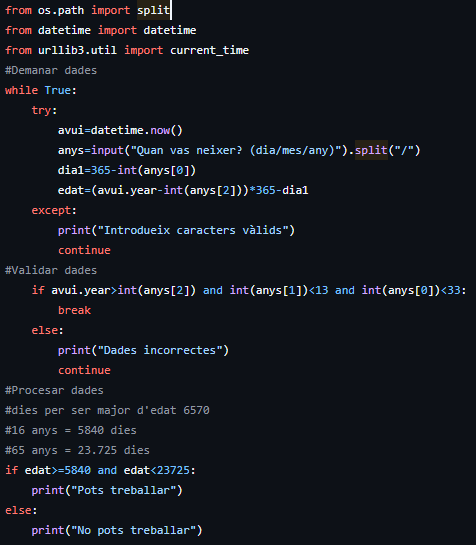 from os.path import split
from datetime import datetime
from urllib3.util import current_time
#Demanar dades
while True:
    try:
        avui=datetime.now()
        anys=input("Quan vas neixer? (dia/mes/any)").split("/")
        dia1=365-int(anys[0])
        edat=(avui.year-int(anys[2]))*365-dia1
    except:
        print("Introdueix caracters vàlids")
        continue
#Validar dades
    if avui.year>int(anys[2]) and int(anys[1])<13 and int(anys[0])<33:
        break
    else:
        print("Dades incorrectes")
        continue
#Procesar dades
#dies per ser major d'edat 6570
#16 anys = 5840 dies
#65 anys = 23.725 dies
if edat>=5840 and edat<23725:
    print("Pots treballar")
else:
    print("No pots treballar")